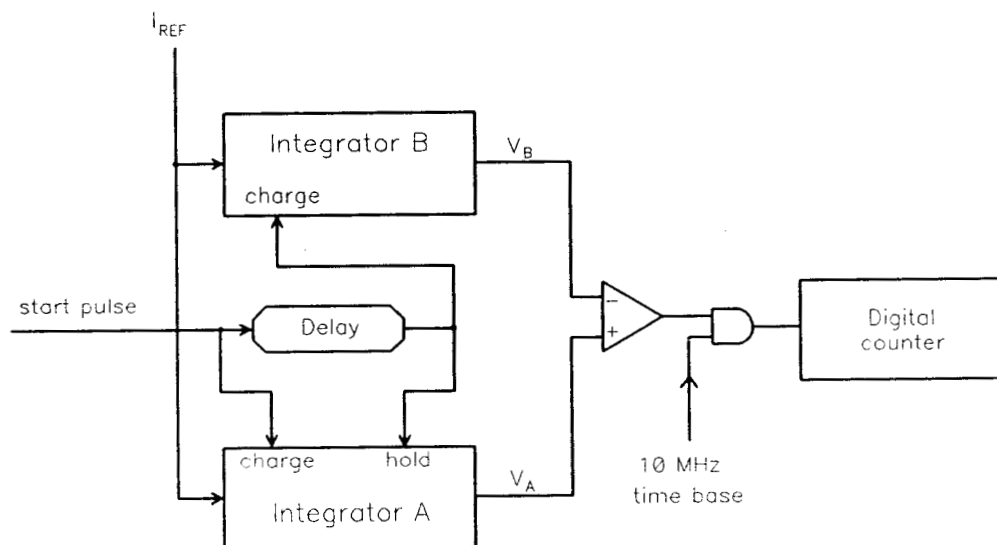 I_REF
Integrator B
V_B
charge
start pulse
Delay
−
+
Digital
counter
charge
hold
V_A
10 MHz
time base
Integrator A